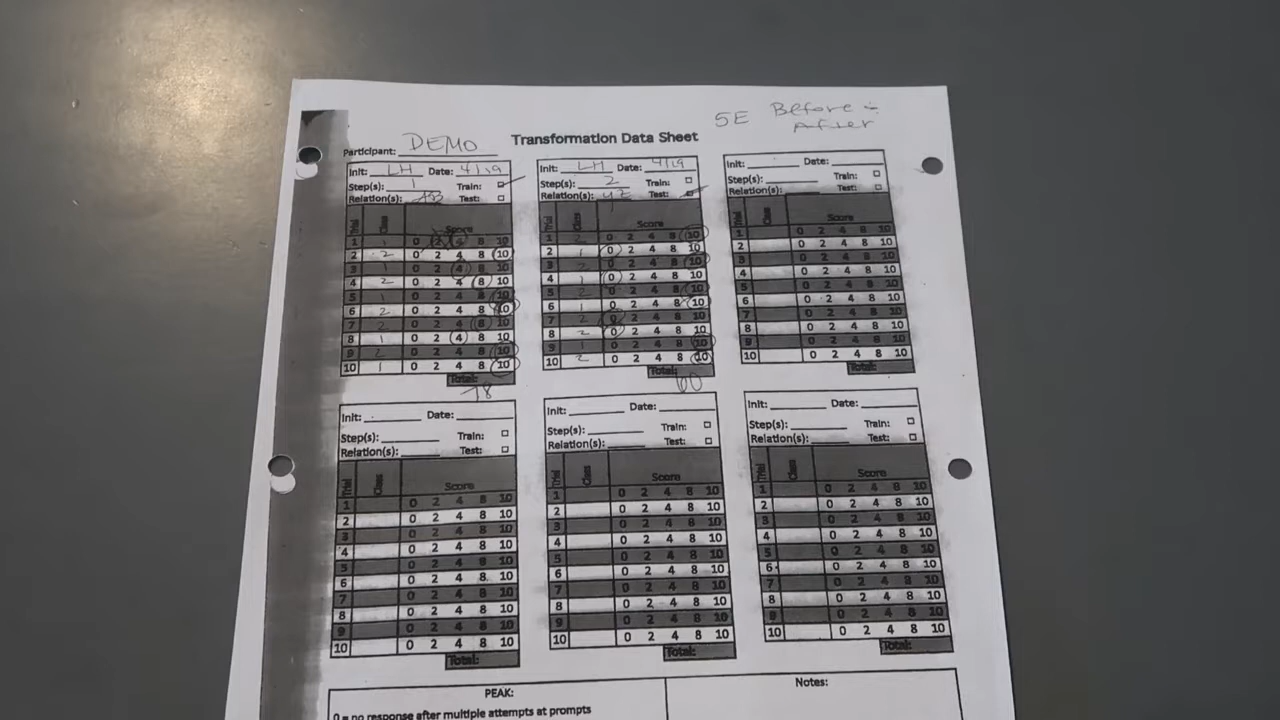 5E Before &
After
Transformation Data Sheet
Participant: DEMO
Init: LH Date: 4/19
Step(s): 1 Train:
Relation(s): AB Test:
Trial Class Score
1 1 0 2 4 8 10
2 2 0 2 4 8 10
3 1 0 2 4 8 10
4 2 0 2 4 8 10
5 1 0 2 4 8 10
6 2 0 2 4 8 10
7 2 0 2 4 8 10
8 1 0 2 4 8 10
9 2 0 2 4 8 10
10 1 0 2 4 8 10
Total:
78
Init: LH Date: 4/19
Step(s): 2 Train:
Relation(s): Test:
Trial Class Score
1 2 0 2 4 8 10
2 1 0 2 4 8 10
3 2 0 2 4 8 10
4 1 0 2 4 8 10
5 2 0 2 4 8 10
6 1 0 2 4 8 10
7 2 0 2 4 8 10
8 2 0 2 4 8 10
9 1 0 2 4 8 10
10 2 0 2 4 8 10
Total:
60
Init: Date:
Step(s): Train:
Relation(s): Test:
Trial Class Score
1 0 2 4 8 10
2 0 2 4 8 10
3 0 2 4 8 10
4 0 2 4 8 10
5 0 2 4 8 10
6 0 2 4 8 10
7 0 2 4 8 10
8 0 2 4 8 10
9 0 2 4 8 10
10 0 2 4 8 10
Total:
Init: Date:
Step(s): Train:
Relation(s): Test:
Trial Class Score
1 0 2 4 8 10
2 0 2 4 8 10
3 0 2 4 8 10
4 0 2 4 8 10
5 0 2 4 8 10
6 0 2 4 8 10
7 0 2 4 8 10
8 0 2 4 8 10
9 0 2 4 8 10
10 0 2 4 8 10
Total:
Init: Date:
Step(s): Train:
Relation(s): Test:
Trial Class Score
1 0 2 4 8 10
2 0 2 4 8 10
3 0 2 4 8 10
4 0 2 4 8 10
5 0 2 4 8 10
6 0 2 4 8 10
7 0 2 4 8 10
8 0 2 4 8 10
9 0 2 4 8 10
10 0 2 4 8 10
Total:
Init: Date:
Step(s): Train:
Relation(s): Test:
Trial Class Score
1 0 2 4 8 10
2 0 2 4 8 10
3 0 2 4 8 10
4 0 2 4 8 10
5 0 2 4 8 10
6 0 2 4 8 10
7 0 2 4 8 10
8 0 2 4 8 10
9 0 2 4 8 10
10 0 2 4 8 10
Total:
PEAK:
0 = no response after multiple attempts at prompts
Notes: